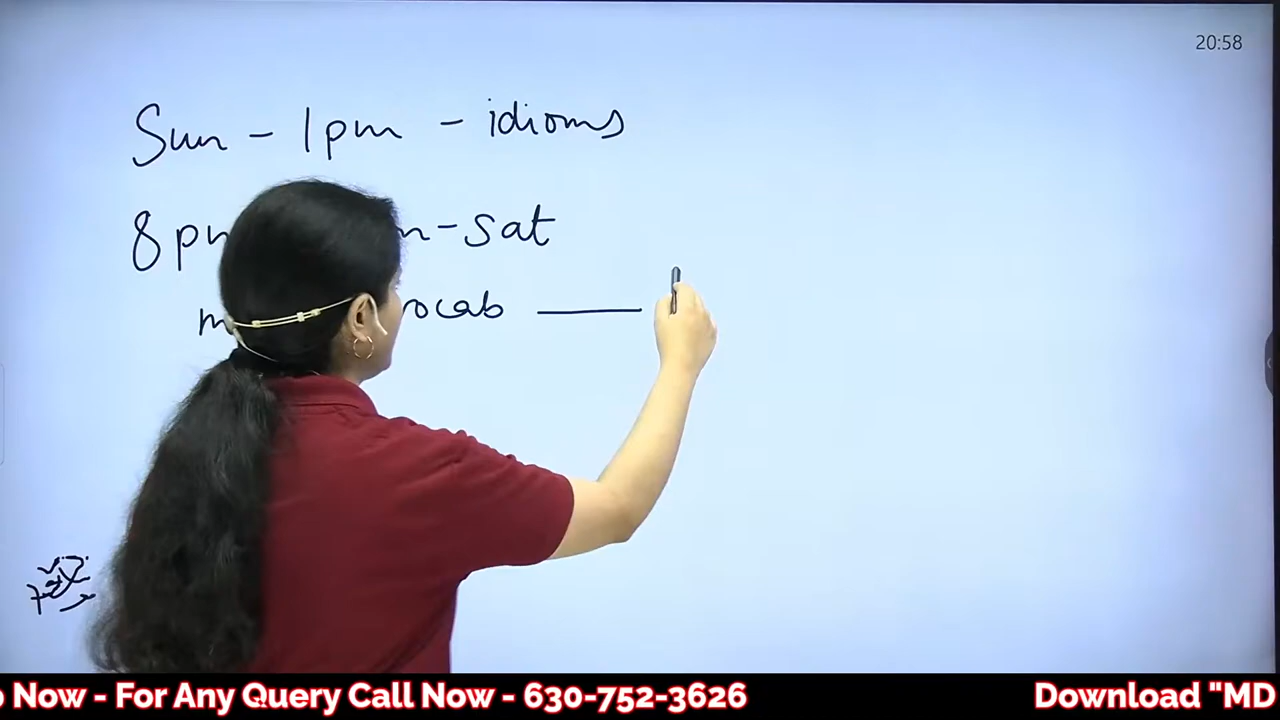 20:58
Sun - 1pm - idioms
8pm n-sat
m ocab ———
o Now - For Any Query Call Now - 630-752-3626 Download "MD